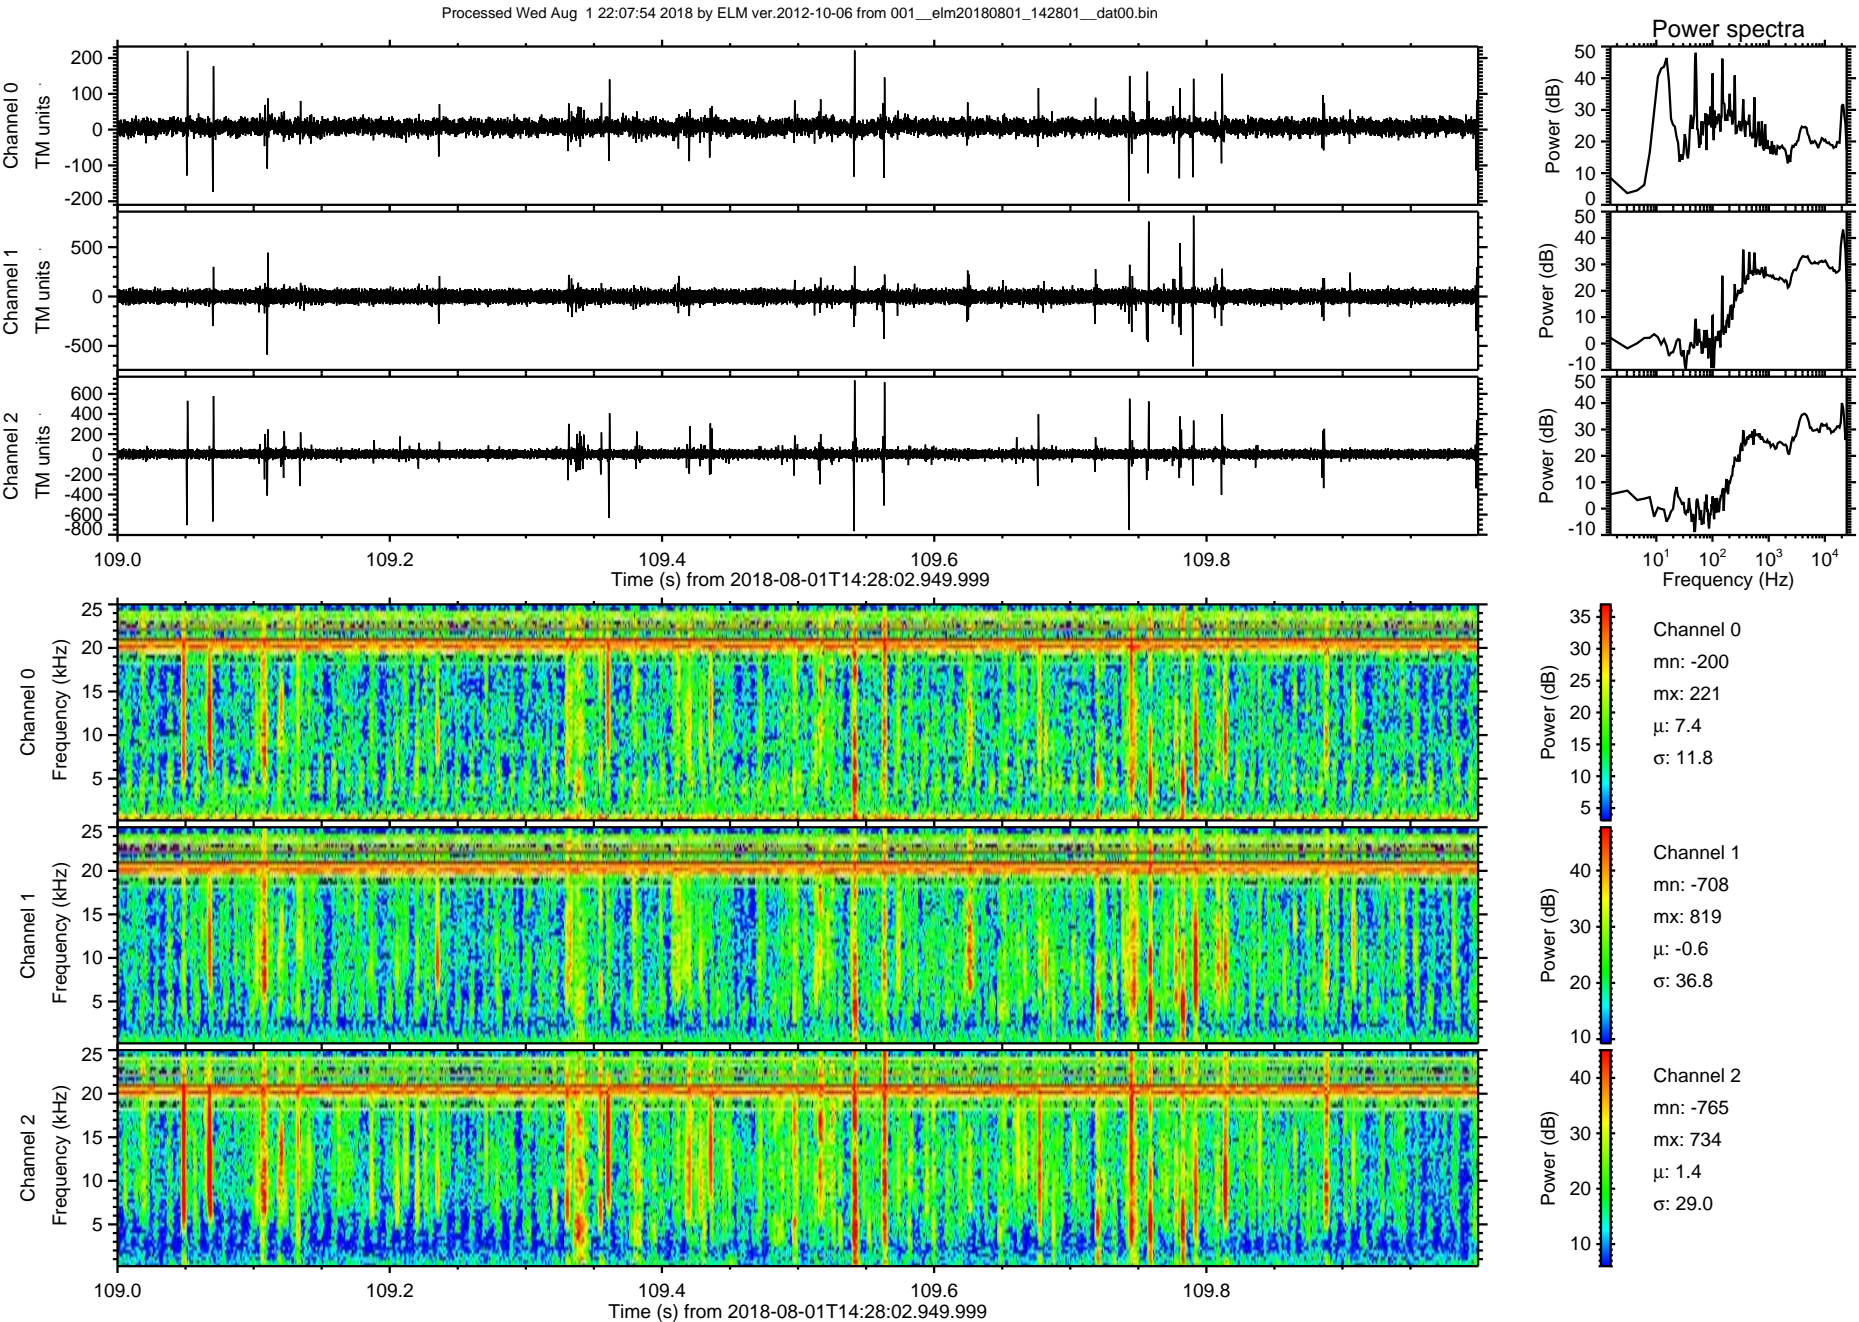 Processed Wed Aug  1 22:07:54 2018 by ELM ver.2012-10-06 from 001__elm20180801_142801__dat00.bin
Power spectra
Channel 0
TM units
200
100
0
-100
-200
Power (dB)
50
40
30
20
10
0
Channel 1
TM units
500
0
-500
Power (dB)
50
40
30
20
10
0
-10
Channel 2
TM units
600
400
200
0
-200
-400
-600
-800
Power (dB)
50
40
30
20
10
0
-10
109.0 109.2 109.4 109.6 109.8
Time (s) from 2018-08-01T14:28:02.949.999
10¹ 10² 10³ 10⁴
Frequency (Hz)
Channel 0
Frequency (kHz)
25
20
15
10
5
Power (dB)
35
30
25
20
15
10
5
Channel 0
mn: -200
mx: 221
μ: 7.4
σ: 11.8
Channel 1
Frequency (kHz)
25
20
15
10
5
Power (dB)
40
30
20
10
Channel 1
mn: -708
mx: 819
μ: -0.6
σ: 36.8
Channel 2
Frequency (kHz)
25
20
15
10
5
Power (dB)
40
30
20
10
Channel 2
mn: -765
mx: 734
μ: 1.4
σ: 29.0
109.0 109.2 109.4 109.6 109.8
Time (s) from 2018-08-01T14:28:02.949.999